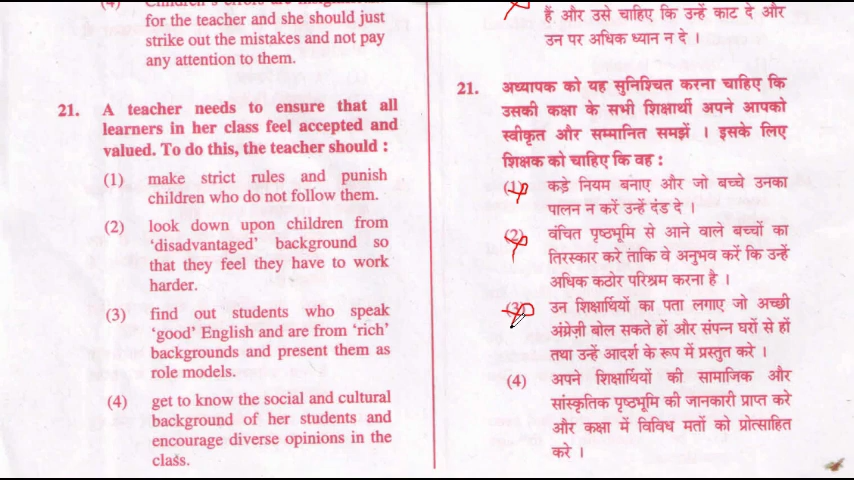 for the teacher and she should just
strike out the mistakes and not pay
any attention to them.
21. A teacher needs to ensure that all
learners in her class feel accepted and
valued. To do this, the teacher should :
(1) make strict rules and punish
children who do not follow them.
(2) look down upon children from
'disadvantaged' background so
that they feel they have to work
harder.
(3) find out students who speak
'good' English and are from 'rich'
backgrounds and present them as
role models.
(4) get to know the social and cultural
background of her students and
encourage diverse opinions in the
class.
हैं और उसे चाहिए कि उन्हें काट दे और
उन पर अधिक ध्यान न दे ।
21. अध्यापक को यह सुनिश्चित करना चाहिए कि
उसकी कक्षा के सभी शिक्षार्थी अपने आपको
स्वीकृत और सम्मानित समझें । इसके लिए
शिक्षक को चाहिए कि वह :
(1) कड़े नियम बनाए और जो बच्चे उनका
पालन न करें उन्हें दंड दे ।
(2) वंचित पृष्ठभूमि से आने वाले बच्चों का
तिरस्कार करे ताकि वे अनुभव करें कि उन्हें
अधिक कठोर परिश्रम करना है ।
(3) उन शिक्षार्थियों का पता लगाए जो अच्छी
अंग्रेज़ी बोल सकते हों और संपन्न घरों से हों
तथा उन्हें आदर्श के रूप में प्रस्तुत करे ।
(4) अपने शिक्षार्थियों की सामाजिक और
सांस्कृतिक पृष्ठभूमि की जानकारी प्राप्त करे
और कक्षा में विविध मतों को प्रोत्साहित
करे ।